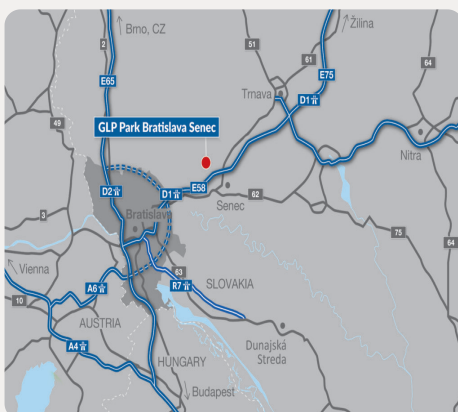 Brno, CZ
Žilina
2
51
61
64
E65
E75
Trnava
D1
49
GLP Park Bratislava Senec
Nitra
64
D2
D1
E58
Senec
62
3
Bratislava
75
Vienna
63
SLOVAKIA
A6
R7
10
AUSTRIA
Dunajská
Streda
A4
HUNGARY
Budapest